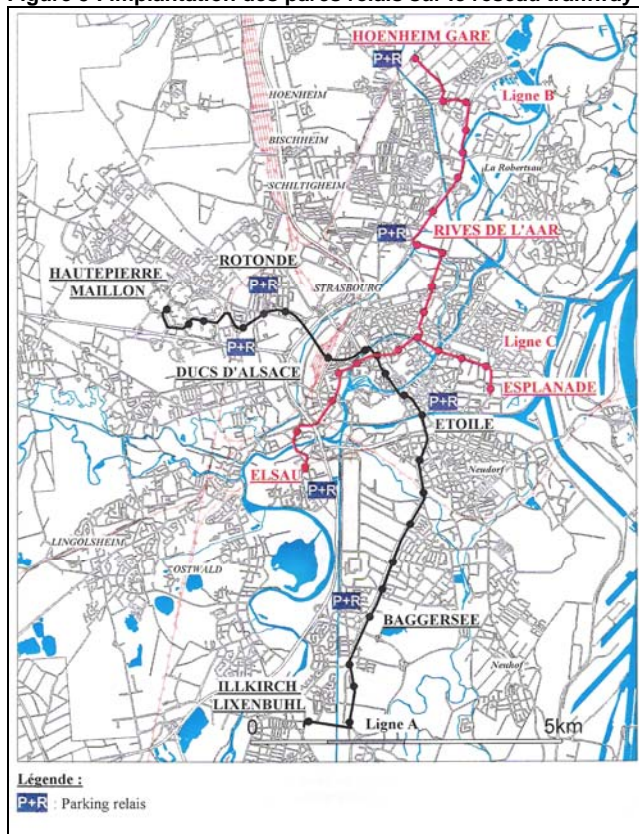 Figure 3 : Implantation des parcs relais sur le réseau tramway
HOENHEIM GARE
P+R
Ligne B
HOENHEIM
BISCHHEIM
La Robertsau
SCHILTIGHEIM
P+R
RIVES DE L'AAR
ROTONDE
HAUTEPIERRE
MAILLON
P+R
STRASBOURG
P+R
Ligne C
DUCS D'ALSACE
ESPLANADE
P+R
ETOILE
ELSAU
P+R
Neudorf
LINGOLSHEIM
OSTWALD
P+R
BAGGERSEE
Neuhof
ILLKIRCH
LIXENBUHL
0
Ligne A
5km
Légende :
P+R : Parking relais